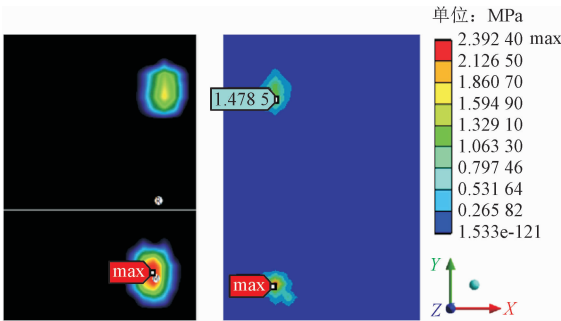 单位：MPa
2.392 40 max
2.126 50
1.860 70
1.594 90
1.329 10
1.063 30
0.797 46
0.531 64
0.265 82
1.533e-121
1.478 5
max
max
Y
Z
X